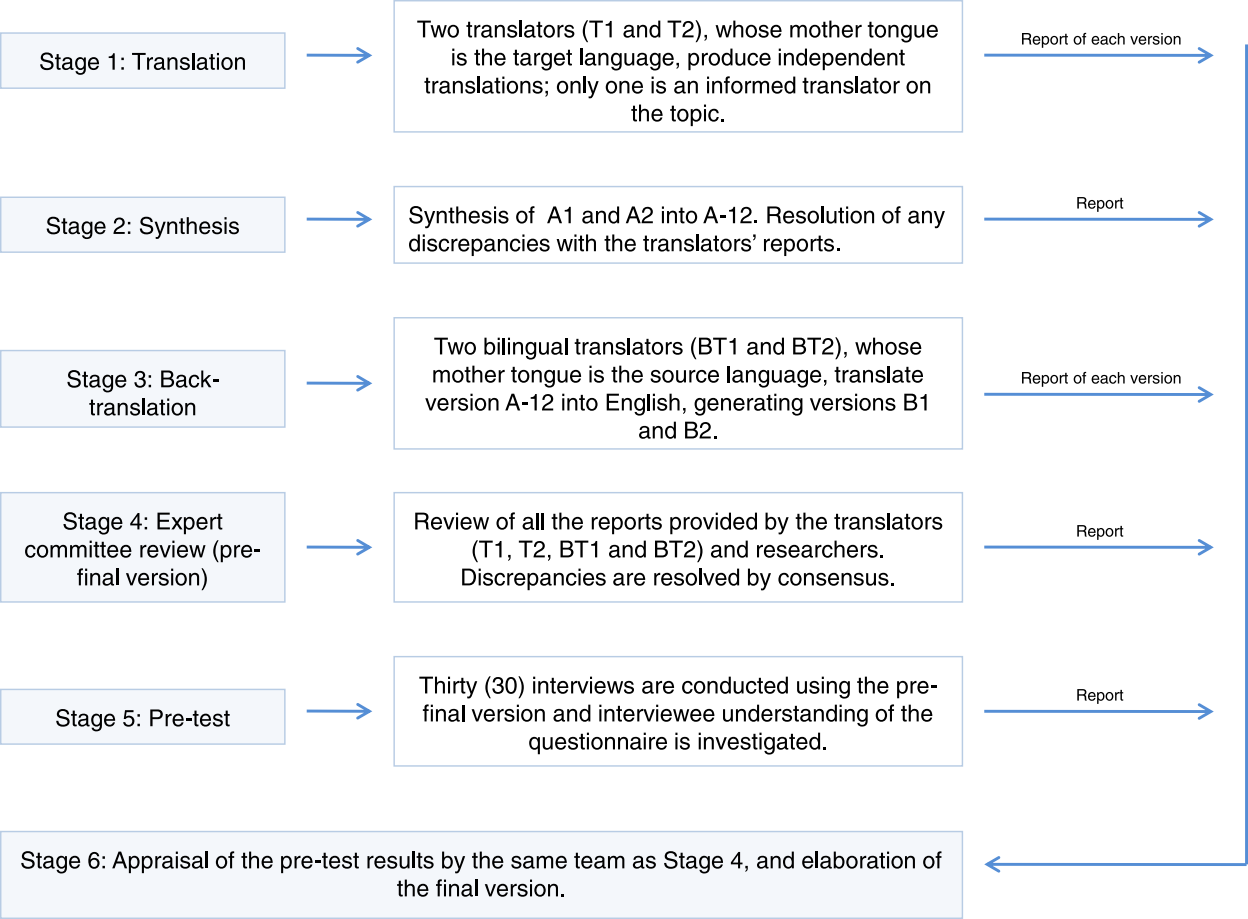 Stage 1: Translation
Two translators (T1 and T2), whose mother tongue
is the target language, produce independent
translations; only one is an informed translator on
the topic.
Report of each version
Stage 2: Synthesis
Synthesis of A1 and A2 into A-12. Resolution of any
discrepancies with the translators’ reports.
Report
Stage 3: Back-
translation
Two bilingual translators (BT1 and BT2), whose
mother tongue is the source language, translate
version A-12 into English, generating versions B1
and B2.
Report of each version
Stage 4: Expert
committee review (pre-
final version)
Review of all the reports provided by the translators
(T1, T2, BT1 and BT2) and researchers.
Discrepancies are resolved by consensus.
Report
Stage 5: Pre-test
Thirty (30) interviews are conducted using the pre-
final version and interviewee understanding of the
questionnaire is investigated.
Report
Stage 6: Appraisal of the pre-test results by the same team as Stage 4, and elaboration of
the final version.